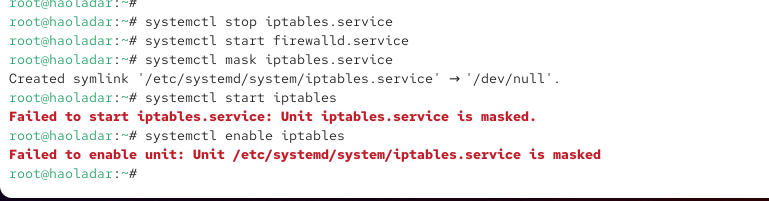 root@haoladar:~#
root@haoladar:~# systemctl stop iptables.service
root@haoladar:~# systemctl start firewalld.service
root@haoladar:~# systemctl mask iptables.service
Created symlink '/etc/systemd/system/iptables.service' → '/dev/null'.
root@haoladar:~# systemctl start iptables
Failed to start iptables.service: Unit iptables.service is masked.
root@haoladar:~# systemctl enable iptables
Failed to enable unit: Unit /etc/systemd/system/iptables.service is masked
root@haoladar:~#